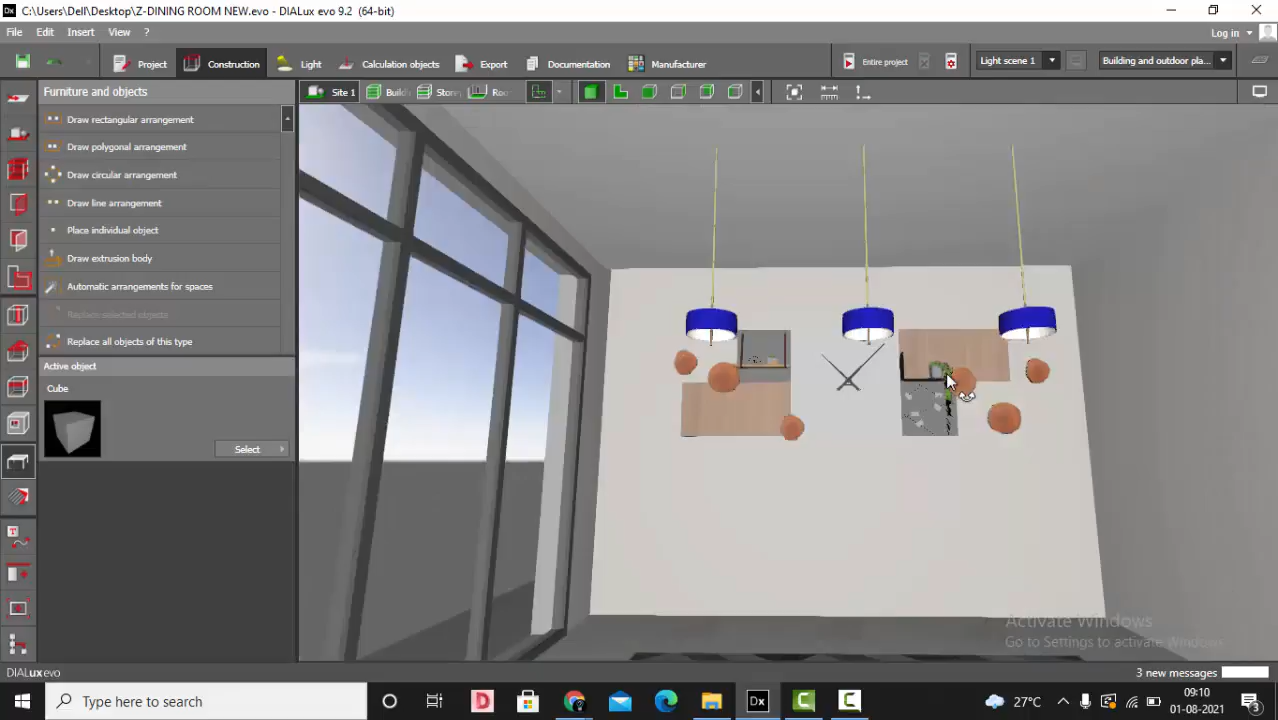 C:\Users\Dell\Desktop\Z-DINING ROOM NEW.evo - DIALux evo 9.2 (64-bit)
File Edit Insert View ?
Log in
Project Construction Light Calculation objects Export Documentation Manufacturer Entire project Light scene 1 Building and outdoor pla...
Furniture and objects
Site 1 Build Store Ro
Draw rectangular arrangement
Draw polygonal arrangement
Draw circular arrangement
Draw line arrangement
Place individual object
Draw extrusion body
Automatic arrangements for spaces
Replace selected objects
Replace all objects of this type
Active object
Cube
Select
Activate Windows
Go to Settings to activate Windows.
DIALux evo
3 new messages
Type here to search
27°C
09:10
01-08-2021
3